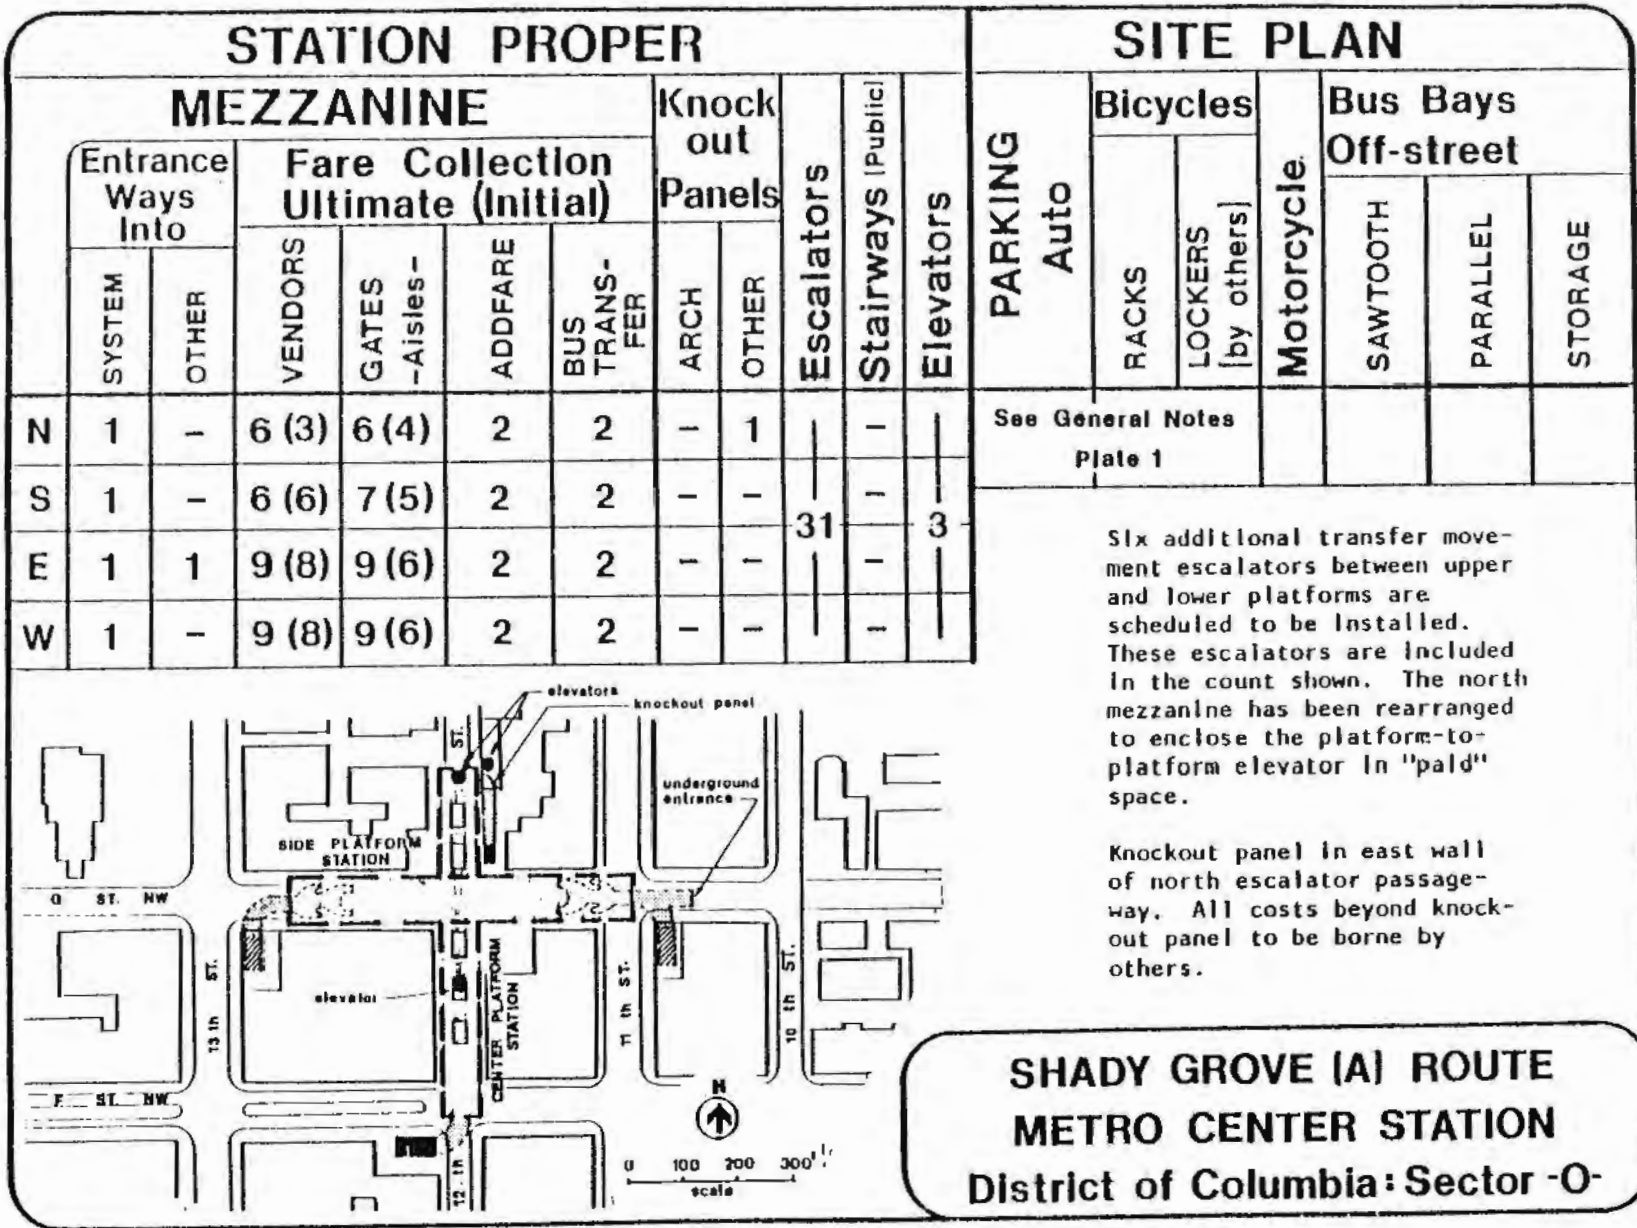 STATION PROPER
SITE PLAN
MEZZANINE
Knock
out
Panels
Escalators
Stairways (Public)
Elevators
PARKING
Auto
Bicycles
Motorcycle
Bus Bays
Off-street
Entrance
Ways
Into
Fare Collection
Ultimate (Initial)
SYSTEM
OTHER
VENDORS
GATES
-Aisles-
ADDFARE
BUS
TRANS-
FER
ARCH
OTHER
RACKS
LOCKERS
[by others]
SAWTOOTH
PARALLEL
STORAGE
N 1 - 6 (3) 6 (4) 2 2 - 1 -
S 1 - 6 (6) 7 (5) 2 2 - - -
31 3
E 1 1 9 (8) 9 (6) 2 2 - - -
W 1 - 9 (8) 9 (6) 2 2 - - -
See General Notes
Plate 1
Six additional transfer move-
ment escalators between upper
and lower platforms are
scheduled to be installed.
These escalators are included
in the count shown. The north
mezzanine has been rearranged
to enclose the platform-to-
platform elevator in "paid"
space.
Knockout panel in east wall
of north escalator passage-
way. All costs beyond knock-
out panel to be borne by
others.
elevators
knockout panel
ST.
underground
entrance
SIDE PLATFORM
STATION
G ST. NW
13 th ST.
elevator
CENTER PLATFORM
STATION
11 th ST.
10 th ST.
F ST. NW
12 th
N
0 100 200 300'
scale
SHADY GROVE (A) ROUTE
METRO CENTER STATION
District of Columbia: Sector -O-